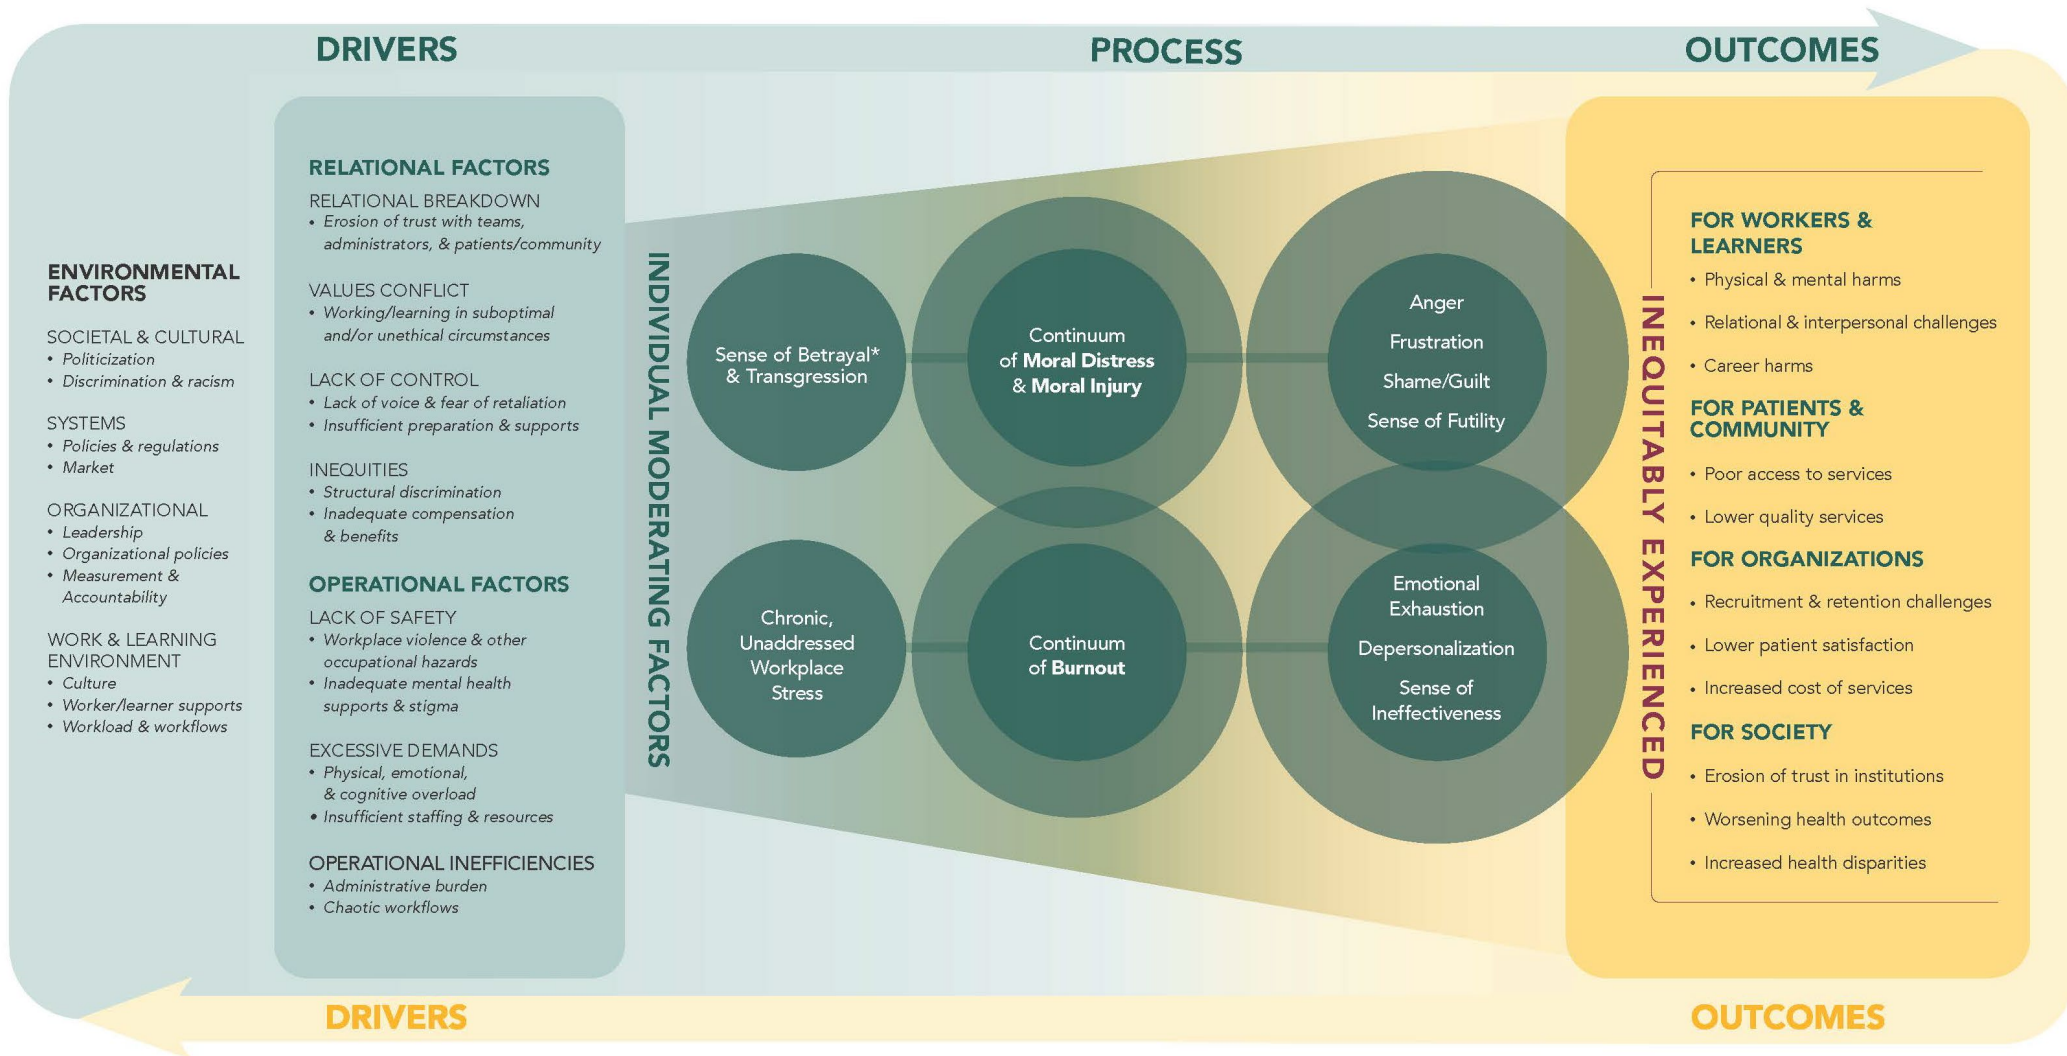 DRIVERS
PROCESS
OUTCOMES
ENVIRONMENTAL
FACTORS
SOCIETAL & CULTURAL
• Politicization
• Discrimination & racism
SYSTEMS
• Policies & regulations
• Market
ORGANIZATIONAL
• Leadership
• Organizational policies
• Measurement &
Accountability
WORK & LEARNING
ENVIRONMENT
• Culture
• Worker/learner supports
• Workload & workflows
RELATIONAL FACTORS
RELATIONAL BREAKDOWN
• Erosion of trust with teams,
administrators, & patients/community
VALUES CONFLICT
• Working/learning in suboptimal
and/or unethical circumstances
LACK OF CONTROL
• Lack of voice & fear of retaliation
• Insufficient preparation & supports
INEQUITIES
• Structural discrimination
• Inadequate compensation
& benefits
OPERATIONAL FACTORS
LACK OF SAFETY
• Workplace violence & other
occupational hazards
• Inadequate mental health
supports & stigma
EXCESSIVE DEMANDS
• Physical, emotional,
& cognitive overload
• Insufficient staffing & resources
OPERATIONAL INEFFICIENCIES
• Administrative burden
• Chaotic workflows
INDIVIDUAL MODERATING FACTORS
Sense of Betrayal*
& Transgression
Continuum
of Moral Distress
& Moral Injury
Anger
Frustration
Shame/Guilt
Sense of Futility
Chronic,
Unaddressed
Workplace
Stress
Continuum
of Burnout
Emotional
Exhaustion
Depersonalization
Sense of
Ineffectiveness
INEQUITABLY EXPERIENCED
FOR WORKERS &
LEARNERS
• Physical & mental harms
• Relational & interpersonal challenges
• Career harms
FOR PATIENTS &
COMMUNITY
• Poor access to services
• Lower quality services
FOR ORGANIZATIONS
• Recruitment & retention challenges
• Lower patient satisfaction
• Increased cost of services
FOR SOCIETY
• Erosion of trust in institutions
• Worsening health outcomes
• Increased health disparities
DRIVERS
OUTCOMES